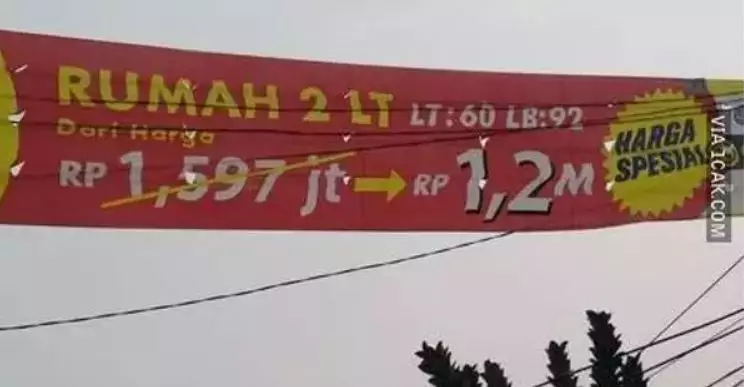 RUMAH 2 LT LT:60 LB:92
Dari Harga
RP 1,597 jt RP 1,2M
HARGA
SPESIAL
VIA 1CAK.COM